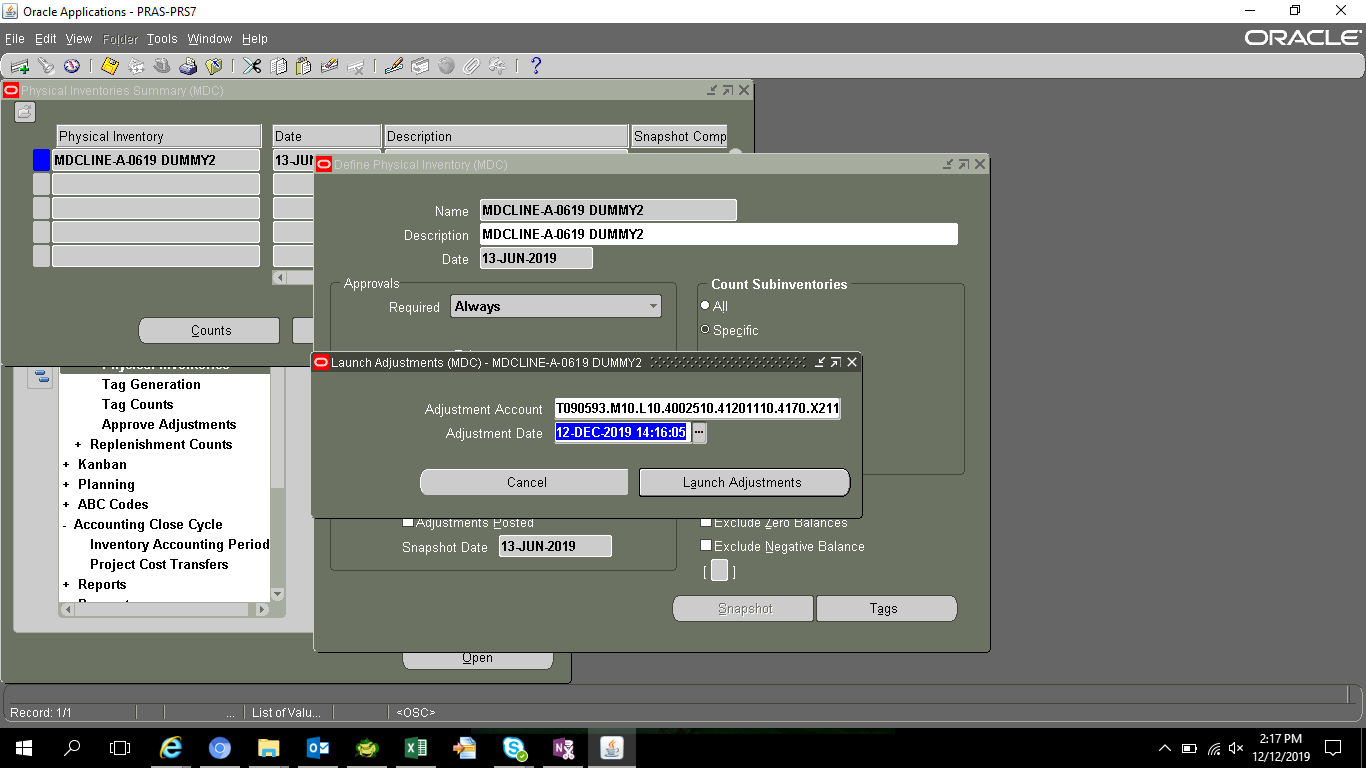 Oracle Applications - PRAS-PRS7
File Edit View Folder Tools Window Help
ORACLE
Physical Inventories Summary (MDC)
Physical Inventory Date Description Snapshot Comp
MDCLINE-A-0619 DUMMY2 13-JUN
Counts
Define Physical Inventory (MDC)
Name MDCLINE-A-0619 DUMMY2
Description MDCLINE-A-0619 DUMMY2
Date 13-JUN-2019
Approvals
Required Always
Count Subinventories
All
Specific
Launch Adjustments (MDC) - MDCLINE-A-0619 DUMMY2
Adjustment Account T090593.M10.L10.4002510.41201110.4170.X211
Adjustment Date 12-DEC-2019 14:16:05 ...
Cancel Launch Adjustments
Adjustments Posted
Snapshot Date 13-JUN-2019
Exclude Zero Balances
Exclude Negative Balance
[ ]
Snapshot Tags
Physical Inventories
Tag Generation
Tag Counts
Approve Adjustments
+ Replenishment Counts
+ Kanban
+ Planning
+ ABC Codes
- Accounting Close Cycle
Inventory Accounting Period
Project Cost Transfers
+ Reports
Open
Record: 1/1 ... List of Valu... <OSC>
2:17 PM
12/12/2019